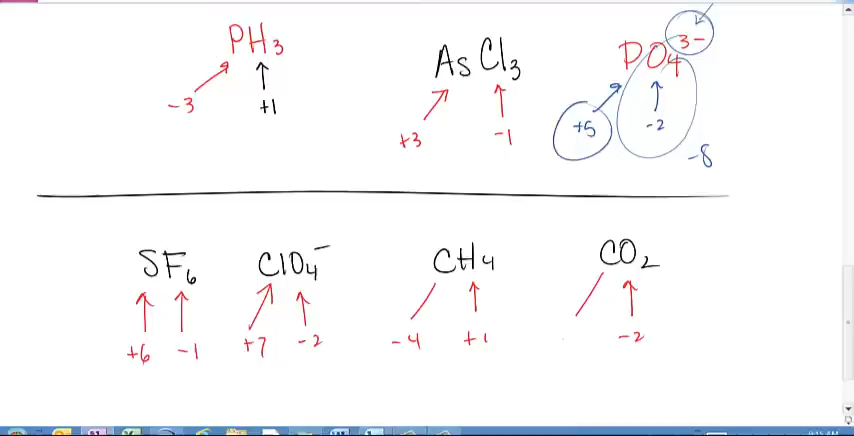 PH3 AsCl3 PO4 3-
-3 +1 +3 -1 +5 -2
-8
SF6 ClO4- CH4 CO2
+6 -1 +7 -2 -4 +1 -2